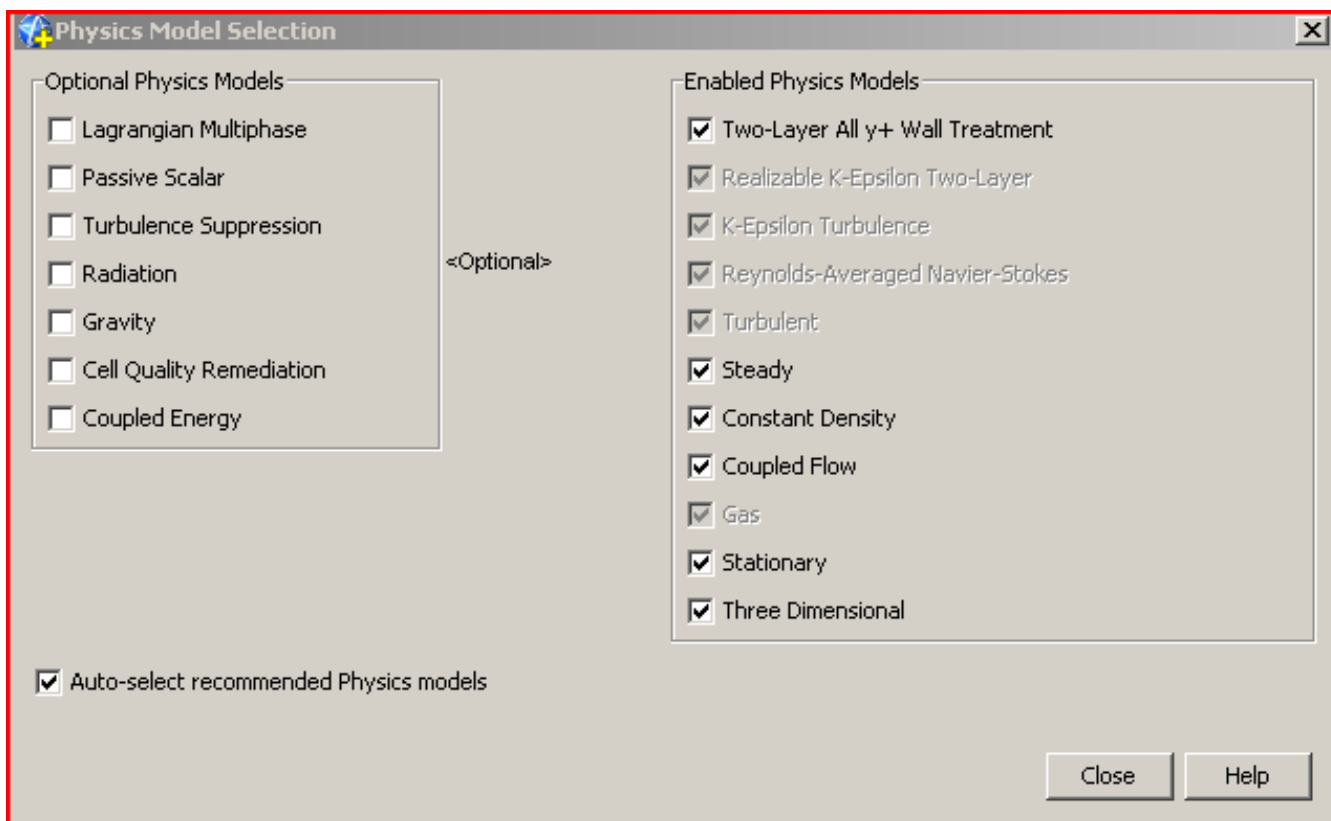 Physics Model Selection
Optional Physics Models
Lagrangian Multiphase
Passive Scalar
Turbulence Suppression
Radiation
Gravity
Cell Quality Remediation
Coupled Energy
<Optional>
Enabled Physics Models
Two-Layer All y+ Wall Treatment
Realizable K-Epsilon Two-Layer
K-Epsilon Turbulence
Reynolds-Averaged Navier-Stokes
Turbulent
Steady
Constant Density
Coupled Flow
Gas
Stationary
Three Dimensional
Auto-select recommended Physics models
Close
Help